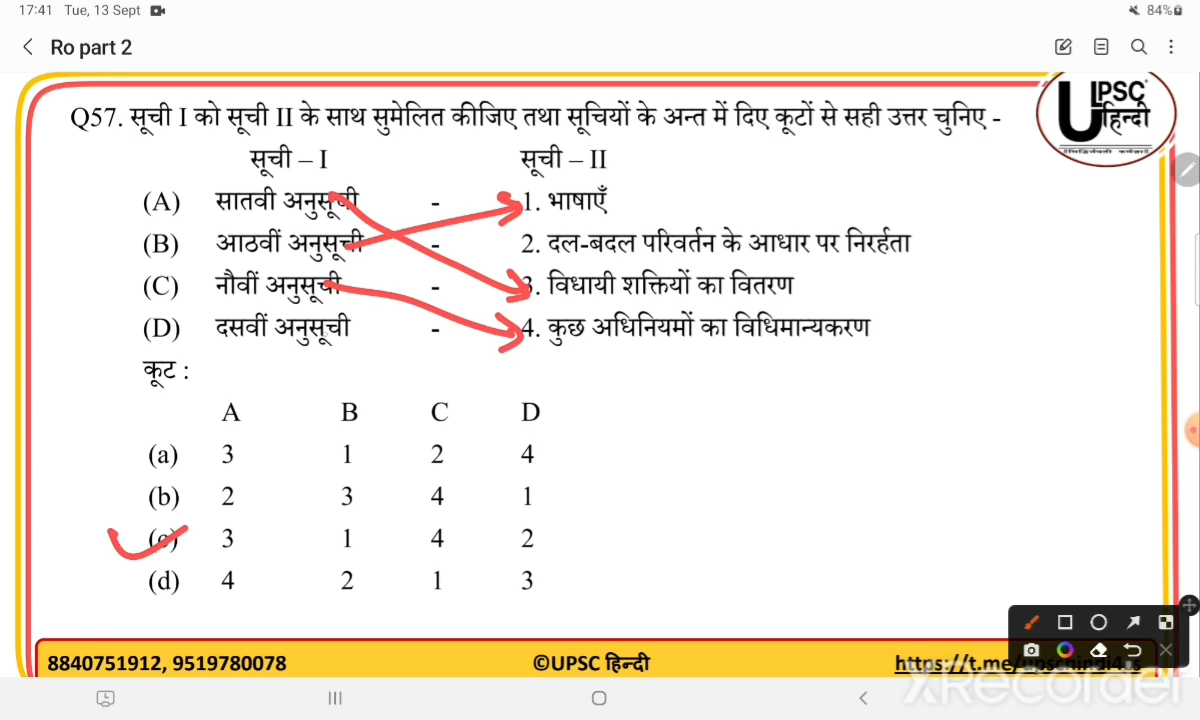 17:41 Tue, 13 Sept 84%
Ro part 2
UPSC हिन्दी
Q57. सूची I को सूची II के साथ सुमेलित कीजिए तथा सूचियों के अन्त में दिए कूटों से सही उत्तर चुनिए -
सूची – I सूची – II
(A) सातवी अनुसूची - 1. भाषाएँ
(B) आठवीं अनुसूची - 2. दल-बदल परिवर्तन के आधार पर निरर्हता
(C) नौवीं अनुसूची - 3. विधायी शक्तियों का वितरण
(D) दसवीं अनुसूची - 4. कुछ अधिनियमों का विधिमान्यकरण
कूट :
A B C D
(a) 3 1 2 4
(b) 2 3 4 1
(c) 3 1 4 2
(d) 4 2 1 3
8840751912, 9519780078 ©UPSC हिन्दी https://t.me/upschindi4as
XRecorder